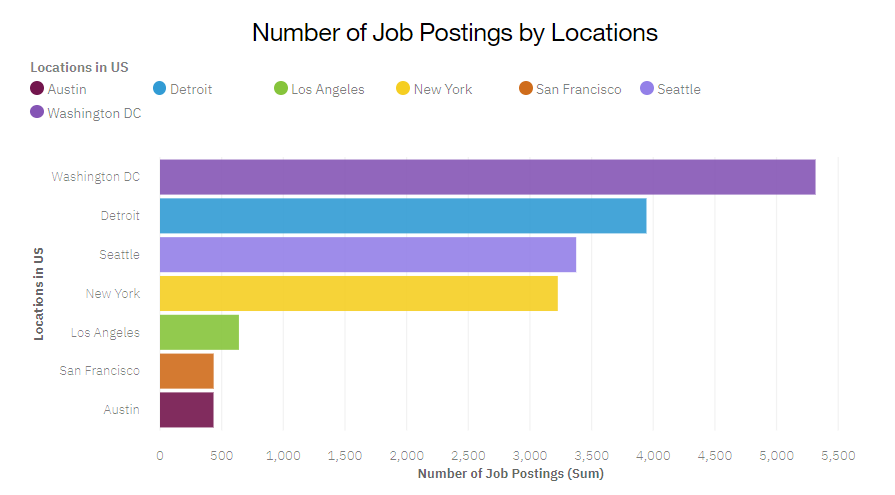 Number of Job Postings by Locations
Locations in US
Austin
Detroit
Los Angeles
New York
San Francisco
Seattle
Washington DC
Locations in US
Washington DC
Detroit
Seattle
New York
Los Angeles
San Francisco
Austin
0 500 1,000 1,500 2,000 2,500 3,000 3,500 4,000 4,500 5,000 5,500
Number of Job Postings (Sum)